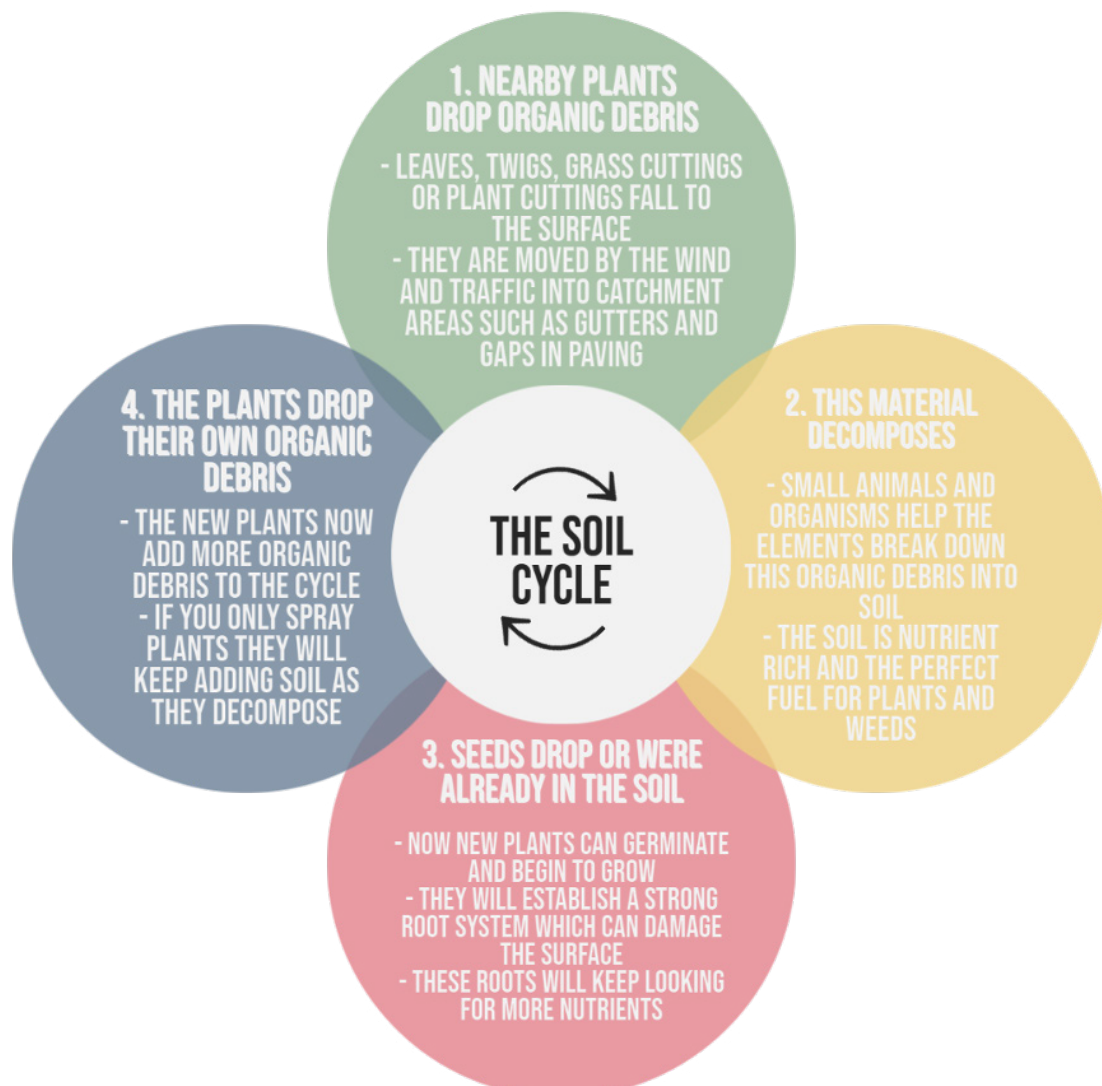 1. NEARBY PLANTS
DROP ORGANIC DEBRIS
- LEAVES, TWIGS, GRASS CUTTINGS
OR PLANT CUTTINGS FALL TO
THE SURFACE
- THEY ARE MOVED BY THE WIND
AND TRAFFIC INTO CATCHMENT
AREAS SUCH AS GUTTERS AND
GAPS IN PAVING
2. THIS MATERIAL
DECOMPOSES
- SMALL ANIMALS AND
ORGANISMS HELP THE
ELEMENTS BREAK DOWN
THIS ORGANIC DEBRIS INTO
SOIL
- THE SOIL IS NUTRIENT
RICH AND THE PERFECT
FUEL FOR PLANTS AND
WEEDS
3. SEEDS DROP OR WERE
ALREADY IN THE SOIL
- NOW NEW PLANTS CAN GERMINATE
AND BEGIN TO GROW
- THEY WILL ESTABLISH A STRONG
ROOT SYSTEM WHICH CAN DAMAGE
THE SURFACE
- THESE ROOTS WILL KEEP LOOKING
FOR MORE NUTRIENTS
4. THE PLANTS DROP
THEIR OWN ORGANIC
DEBRIS
- THE NEW PLANTS NOW
ADD MORE ORGANIC
DEBRIS TO THE CYCLE
- IF YOU ONLY SPRAY
PLANTS THEY WILL
KEEP ADDING SOIL AS
THEY DECOMPOSE
THE SOIL
CYCLE